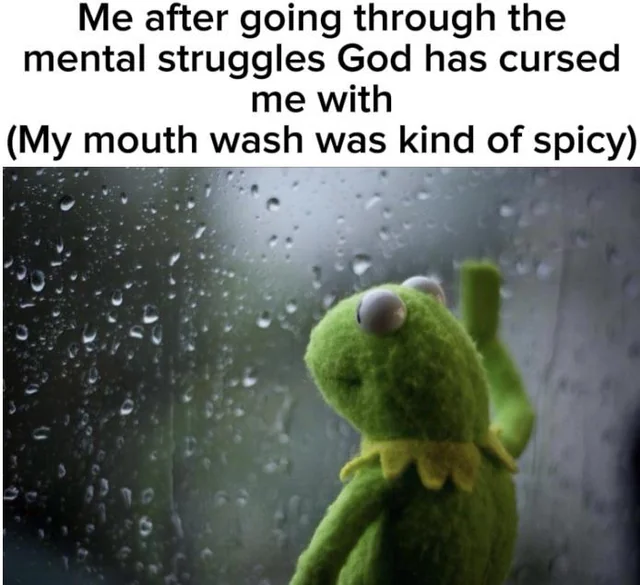 Me after going through the
mental struggles God has cursed
me with
(My mouth wash was kind of spicy)